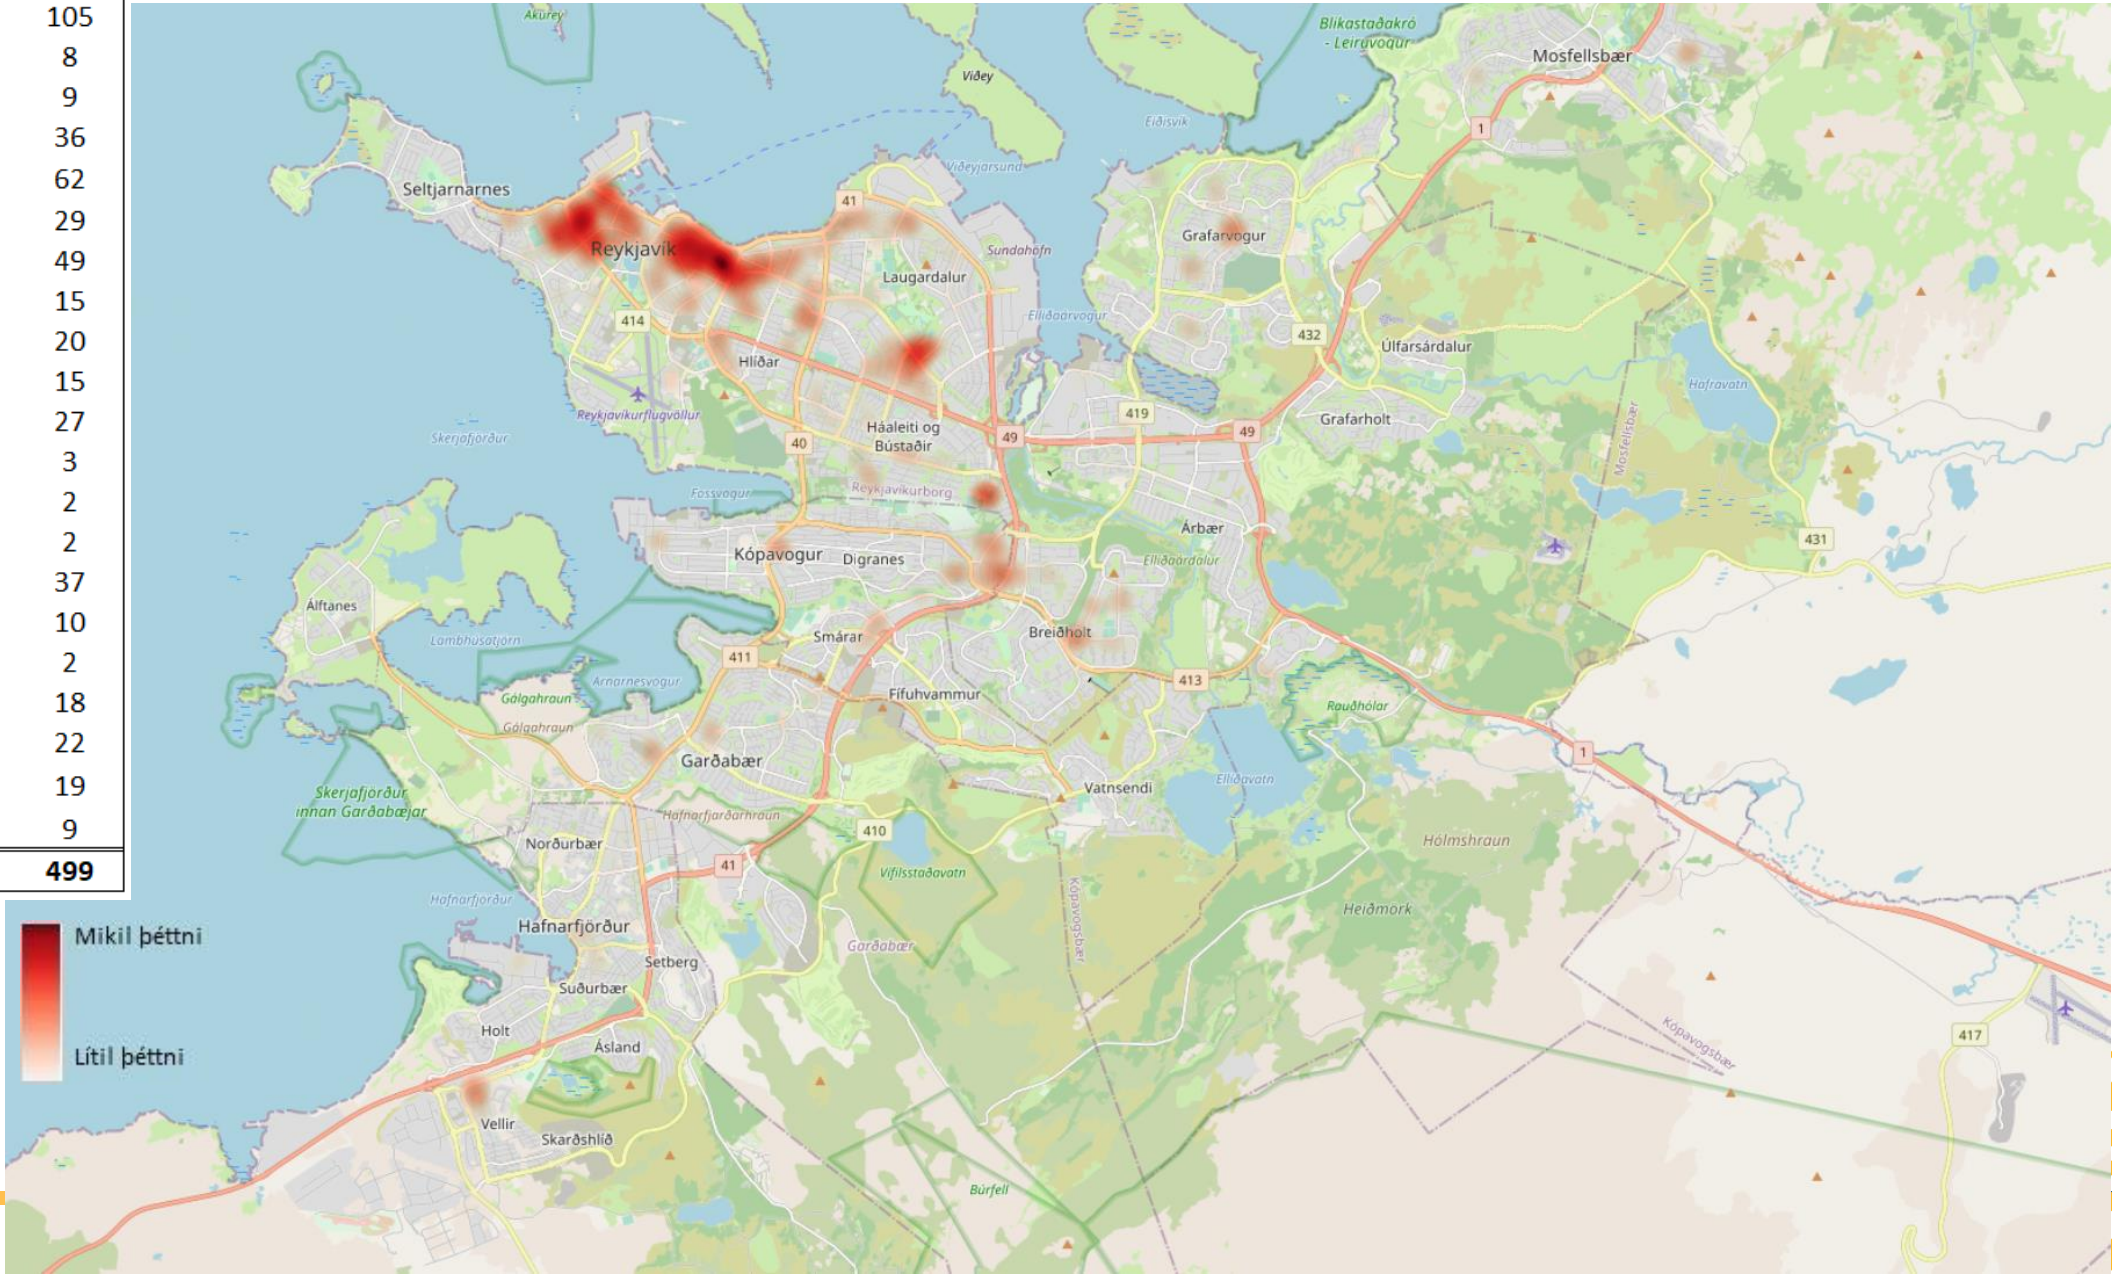 105
8
9
36
62
29
49
15
20
15
27
3
2
2
37
10
2
18
22
19
9
499
Mikil þéttni
Lítil þéttni
Akurey
Viðey
Blikastaðakró
- Leiruvogur
Mosfellsbær
1
Eiðisvík
Viðeyjarsund
Seltjarnarnes
41
Reykjavík
Grafarvogur
Sundahöfn
Laugardalur
414
Elliðaárvogur
432
Úlfarsárdalur
Hlíðar
Hafravatn
Reykjavíkurflugvöllur
419
Grafarholt
Skerjafjörður
Háaleiti og
Bústaðir
40
49
49
Mosfellsbær
Fossvogur
Reykjavíkurborg
Árbær
431
Kópavogur
Digranes
Elliðaárdalur
Álftanes
Lambhúsatjörn
Smárar
Breiðholt
411
Arnarnesvogur
413
Gálgahraun
Gálgahraun
Fífuhvammur
Rauðhólar
1
Garðabær
Vatnsendi
Elliðavatn
Skerjafjörður
innan Garðabæjar
Hafnarfjarðarhraun
410
Norðurbær
Hólmshraun
41
Vífilsstaðavatn
Hafnarfjörður
Kópavogsbær
Heiðmörk
Hafnarfjörður
Garðabær
Setberg
Suðurbær
Holt
Ásland
417
Kópavogsbær
Vellir
Skarðshlíð
Búrfell